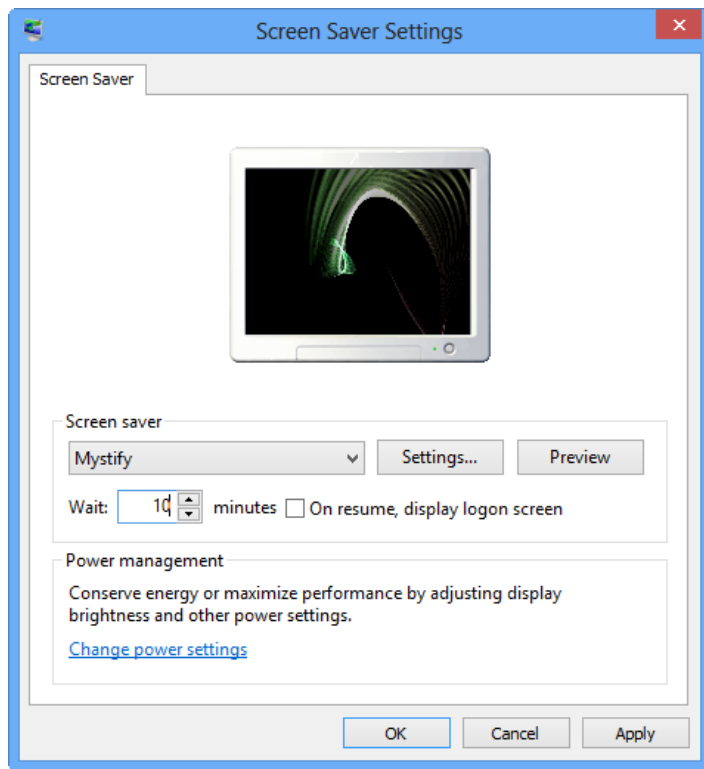 Screen Saver Settings
Screen Saver
Screen saver
Mystify
Settings...
Preview
Wait: 10 minutes On resume, display logon screen
Power management
Conserve energy or maximize performance by adjusting display
brightness and other power settings.
Change power settings
OK Cancel Apply